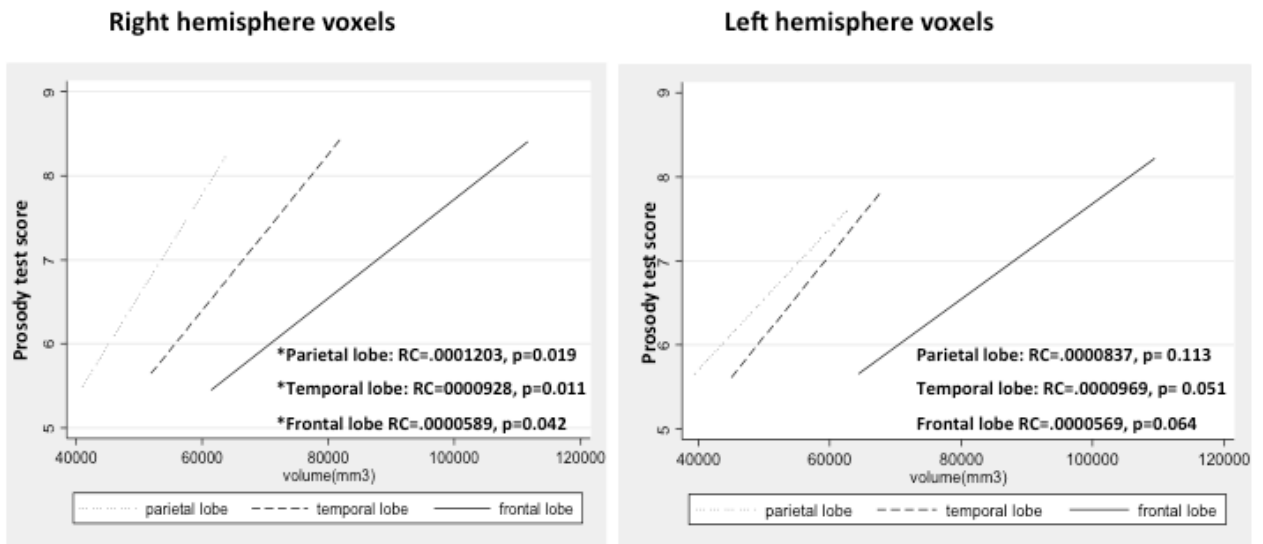 Right hemisphere voxels
Prosody test score
9
8
7
6
5
*Parietal lobe: RC=.0001203, p=0.019
*Temporal lobe: RC=0000928, p=0.011
*Frontal lobe RC=.0000589, p=0.042
40000 60000 80000 100000 120000
volume(mm3)
parietal lobe temporal lobe frontal lobe
Left hemisphere voxels
Prosody test score
9
8
7
6
5
Parietal lobe: RC=.0000837, p= 0.113
Temporal lobe: RC=.0000969, p= 0.051
Frontal lobe RC=.0000569, p=0.064
40000 60000 80000 100000 120000
volume(mm3)
parietal lobe temporal lobe frontal lobe